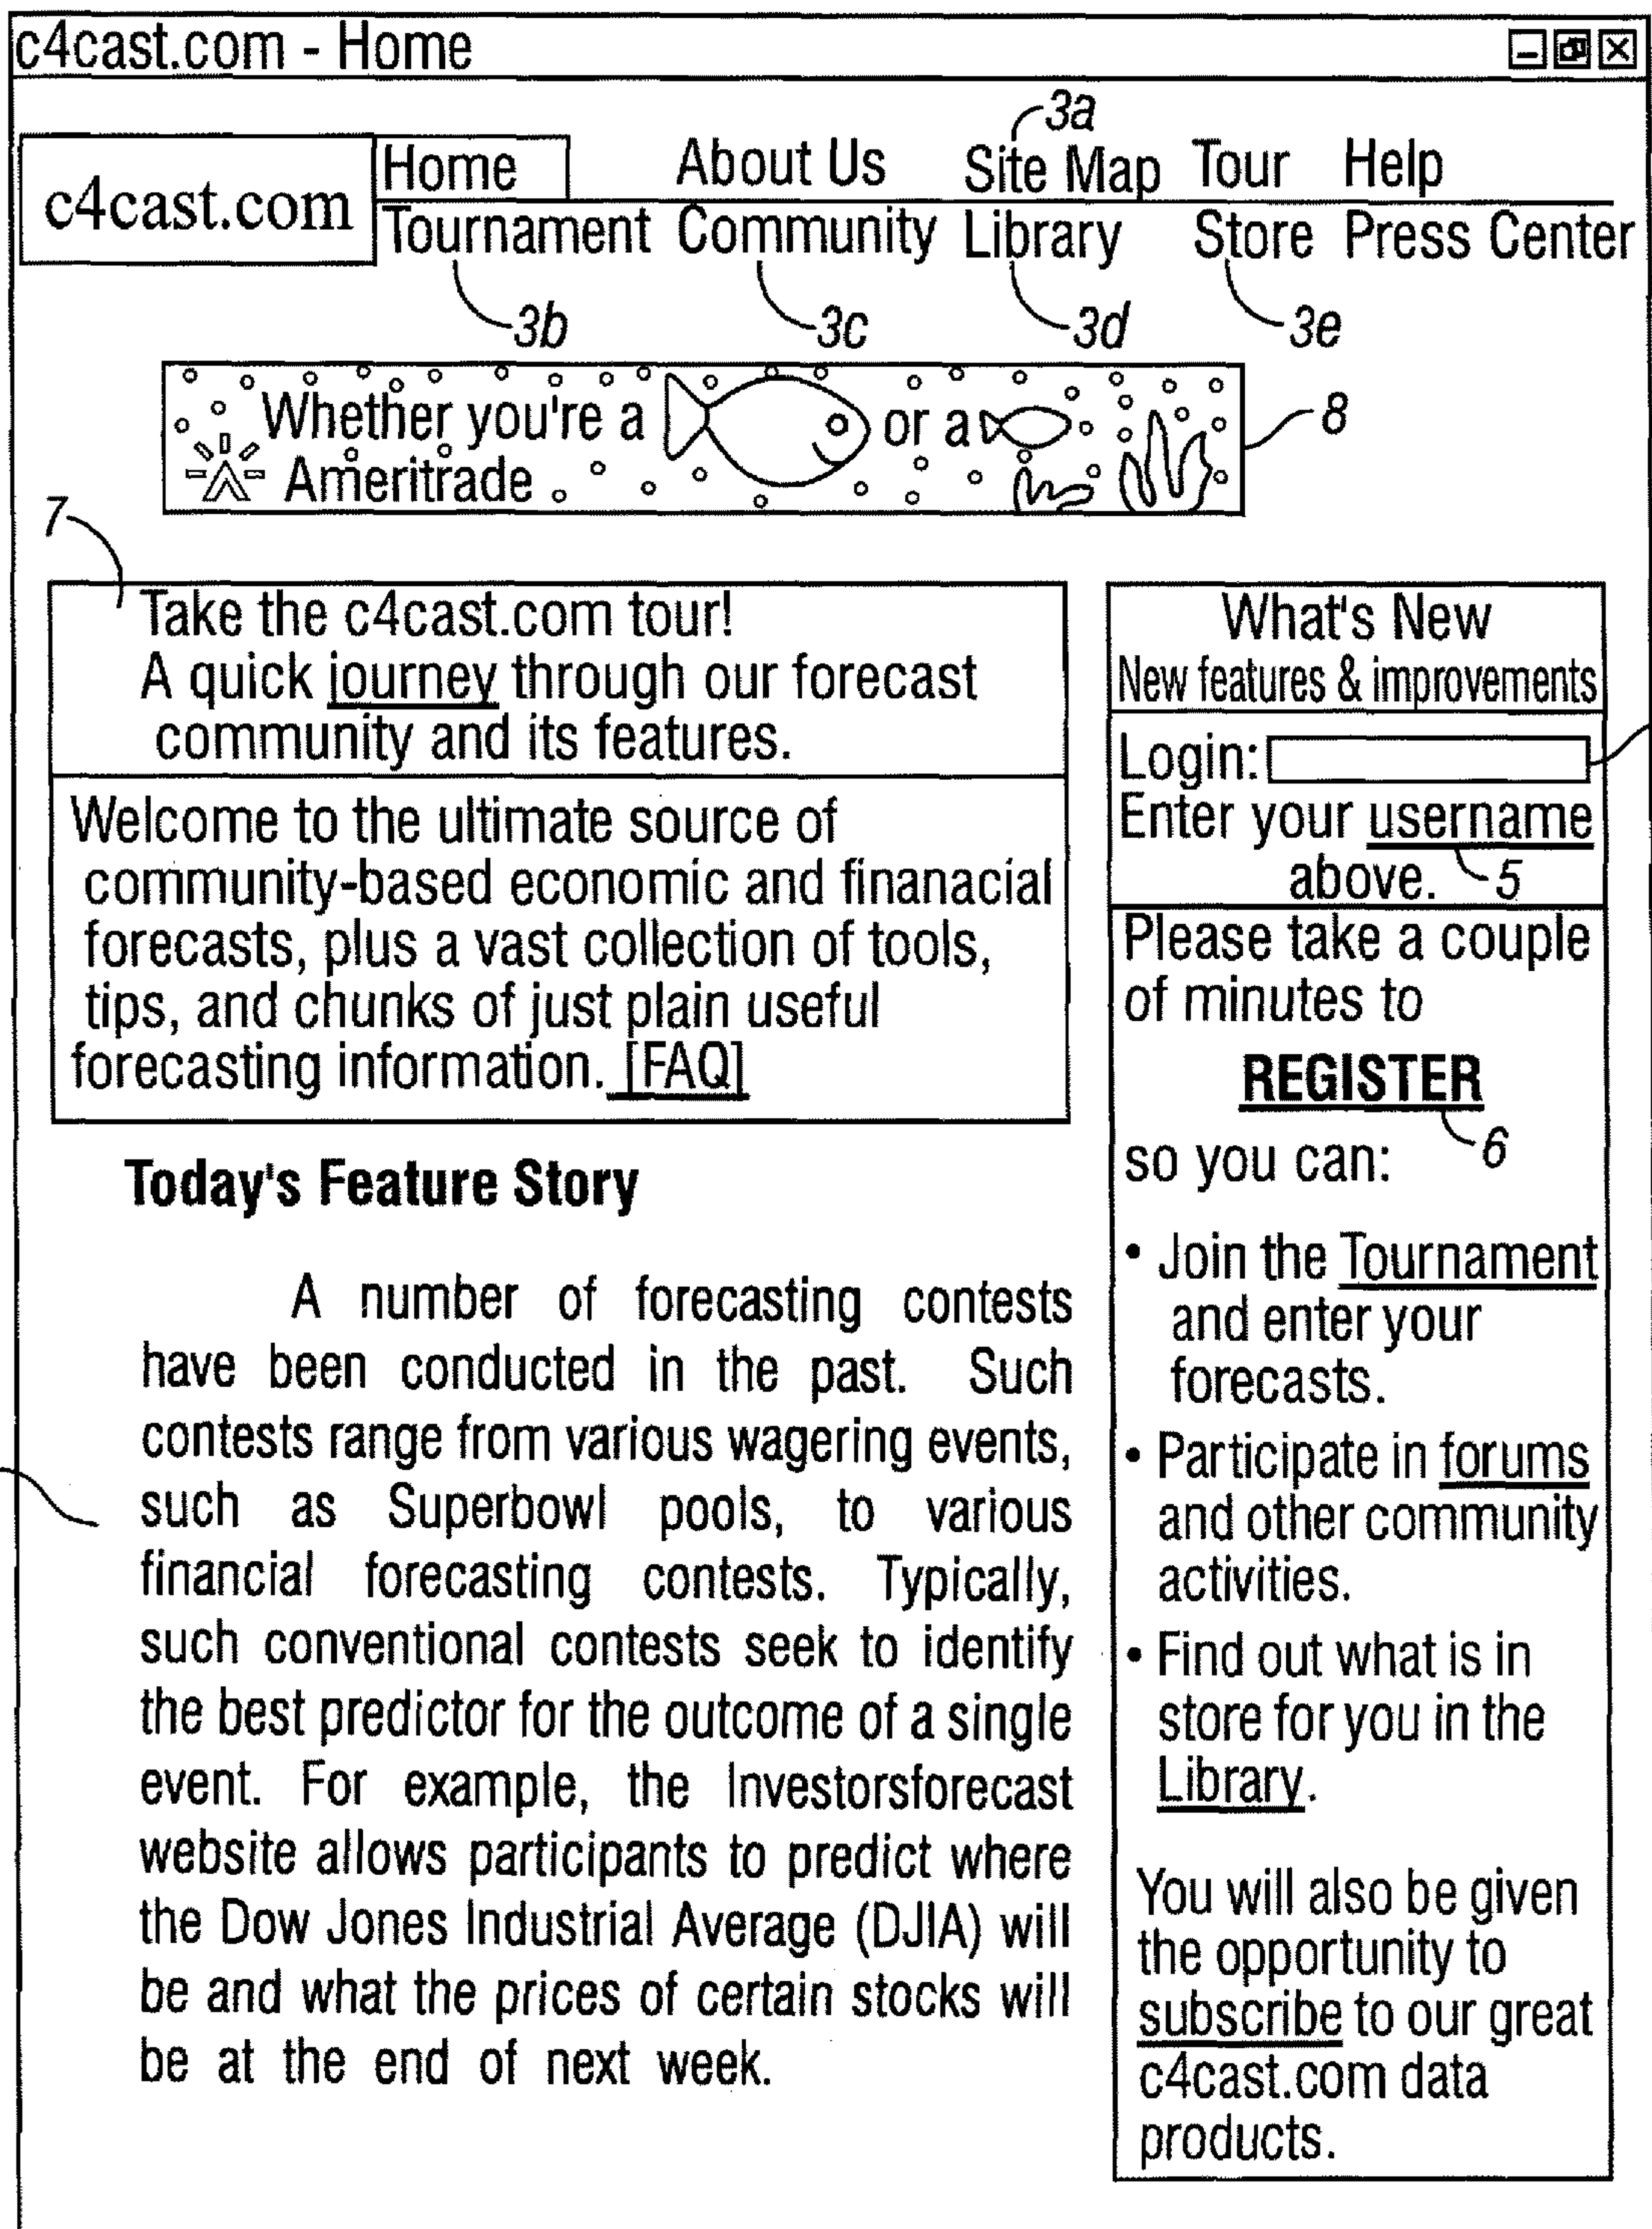 c4cast.com - Home
3a
c4cast.com
Home About Us Site Map Tour Help
Tournament Community Library Store Press Center
3b 3c 3d 3e
Whether you're a or a
Ameritrade
8
7
Take the c4cast.com tour!
A quick journey through our forecast
community and its features.
Welcome to the ultimate source of
community-based economic and finanacial
forecasts, plus a vast collection of tools,
tips, and chunks of just plain useful
forecasting information. [FAQ]
What's New
New features & improvements
Login:
Enter your username
above. 5
Please take a couple
of minutes to
REGISTER
6
so you can:
• Join the Tournament
and enter your
forecasts.
• Participate in forums
and other community
activities.
• Find out what is in
store for you in the
Library.
You will also be given
the opportunity to
subscribe to our great
c4cast.com data
products.
Today's Feature Story
A number of forecasting contests
have been conducted in the past. Such
contests range from various wagering events,
such as Superbowl pools, to various
financial forecasting contests. Typically,
such conventional contests seek to identify
the best predictor for the outcome of a single
event. For example, the Investorsforecast
website allows participants to predict where
the Dow Jones Industrial Average (DJIA) will
be and what the prices of certain stocks will
be at the end of next week.